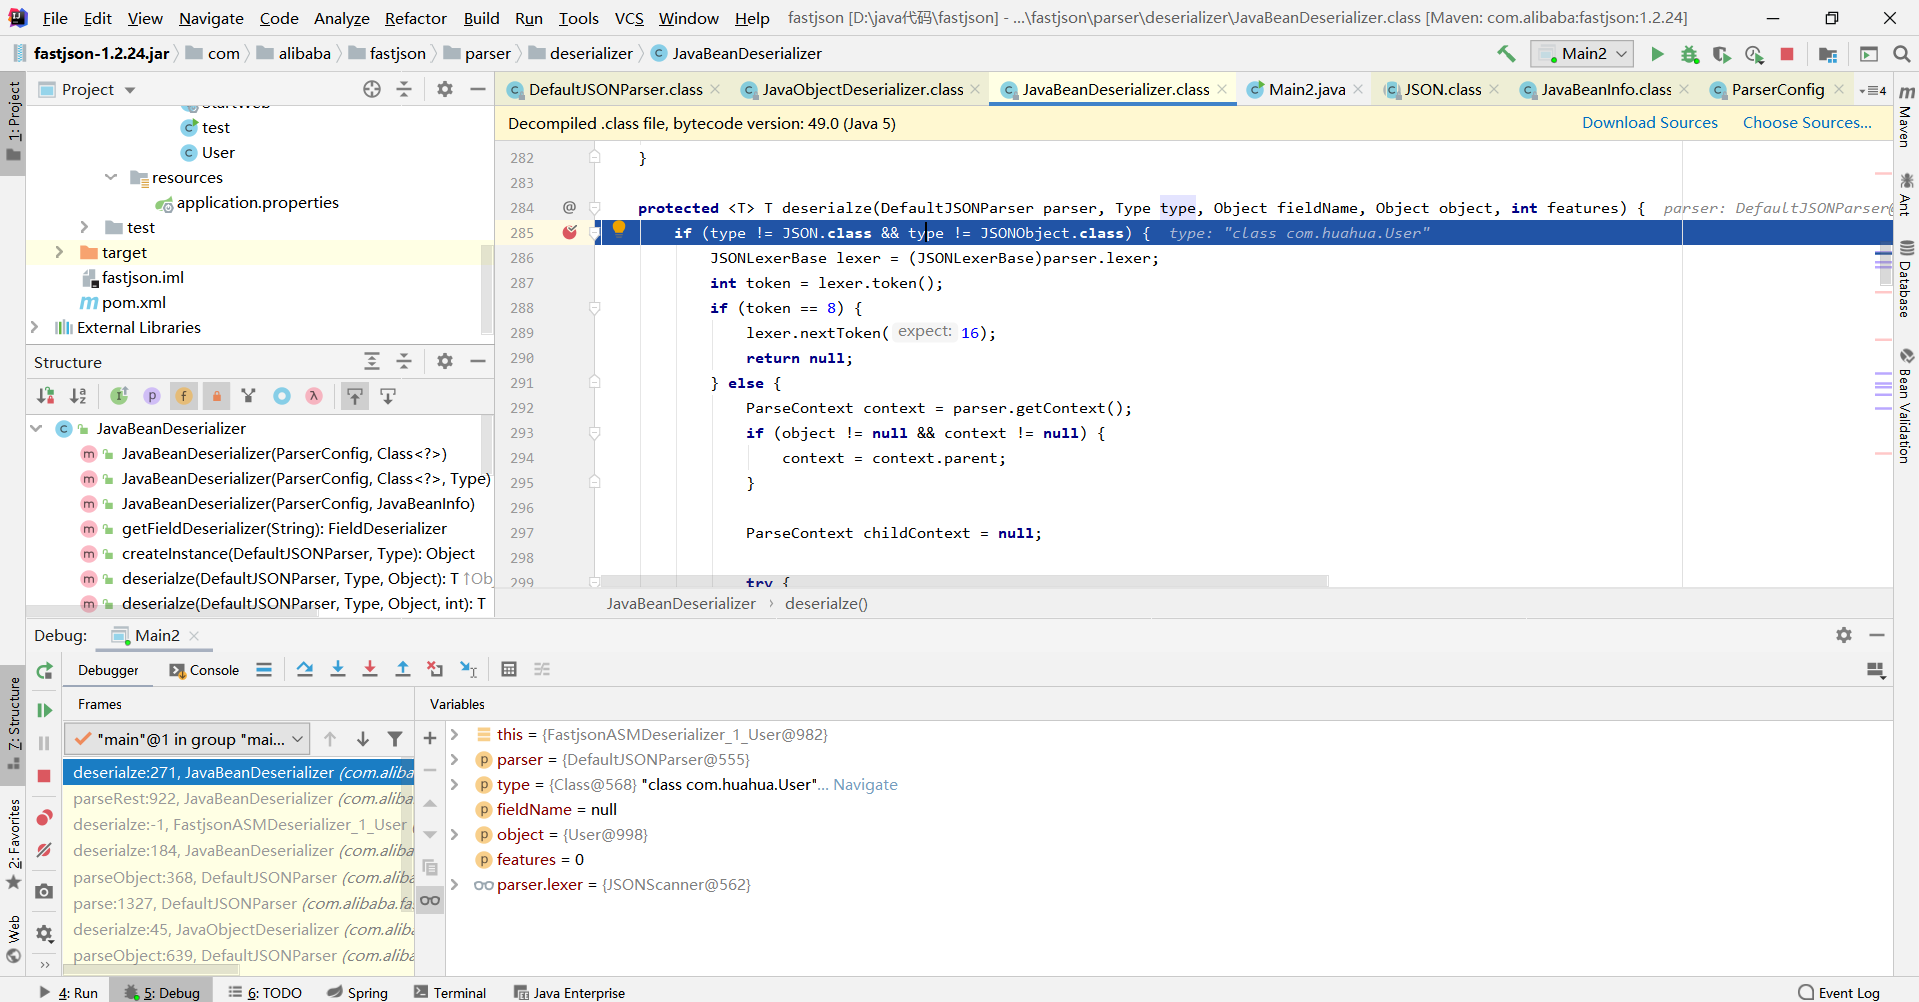 File Edit View Navigate Code Analyze Refactor Build Run Tools VCS Window Help fastjson [D:\java代码\fastjson] - ...\fastjson\parser\deserializer\JavaBeanDeserializer.class [Maven: com.alibaba:fastjson:1.2.24]
fastjson-1.2.24.jar com alibaba fastjson parser deserializer JavaBeanDeserializer Main2
1: Project
Project
StartWeb
test
User
resources
application.properties
test
target
fastjson.iml
pom.xml
External Libraries
Structure
JavaBeanDeserializer
JavaBeanDeserializer(ParserConfig, Class<?>)
JavaBeanDeserializer(ParserConfig, Class<?>, Type)
JavaBeanDeserializer(ParserConfig, JavaBeanInfo)
getFieldDeserializer(String): FieldDeserializer
createInstance(DefaultJSONParser, Type): Object
deserialze(DefaultJSONParser, Type, Object): T ↑Ob
deserialze(DefaultJSONParser, Type, Object, int): T
DefaultJSONParser.class JavaObjectDeserializer.class JavaBeanDeserializer.class Main2.java JSON.class JavaBeanInfo.class ParserConfig 4
Decompiled .class file, bytecode version: 49.0 (Java 5) Download Sources Choose Sources...
282 }
283
284 @ protected <T> T deserialze(DefaultJSONParser parser, Type type, Object fieldName, Object object, int features) { parser: DefaultJSONParser@
285 if (type != JSON.class && type != JSONObject.class) { type: "class com.huahua.User"
286 JSONLexerBase lexer = (JSONLexerBase)parser.lexer;
287 int token = lexer.token();
288 if (token == 8) {
289 lexer.nextToken( expect: 16);
290 return null;
291 } else {
292 ParseContext context = parser.getContext();
293 if (object != null && context != null) {
294 context = context.parent;
295 }
296
297 ParseContext childContext = null;
298
299 try {
JavaBeanDeserializer › deserialze()
Maven
Ant
Database
Bean Validation
Debug: Main2
Debugger Console
Frames
"main"@1 in group "mai...
deserialze:271, JavaBeanDeserializer (com.aliba
parseRest:922, JavaBeanDeserializer (com.aliba
deserialze:-1, FastjsonASMDeserializer_1_User (
deserialze:184, JavaBeanDeserializer (com.aliba
parseObject:368, DefaultJSONParser (com.aliba
parse:1327, DefaultJSONParser (com.alibaba.fa
deserialze:45, JavaObjectDeserializer (com.aliba
parseObject:639, DefaultJSONParser (com.aliba
Variables
this = {FastjsonASMDeserializer_1_User@982}
parser = {DefaultJSONParser@555}
type = {Class@568} "class com.huahua.User"... Navigate
fieldName = null
object = {User@998}
features = 0
parser.lexer = {JSONScanner@562}
7: Structure
2: Favorites
Web
4: Run 5: Debug 6: TODO Spring Terminal Java Enterprise Event Log